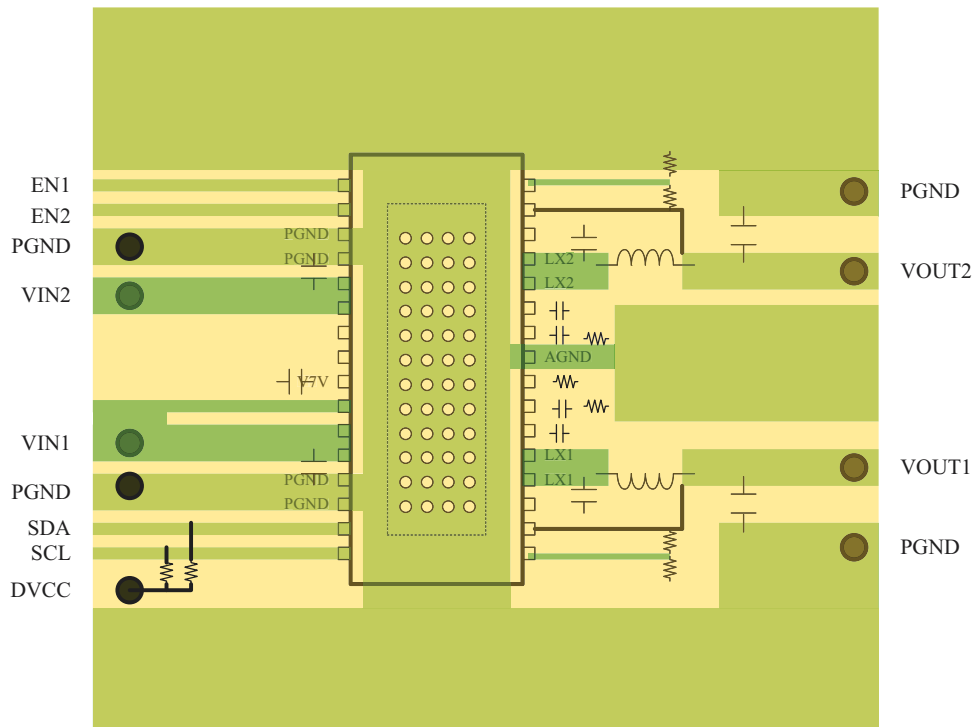 EN1
EN2
PGND
VIN2
VIN1
PGND
SDA
SCL
DVCC
PGND
PGND
V7V
PGND
PGND
LX2
LX2
AGND
LX1
LX1
PGND
VOUT2
VOUT1
PGND